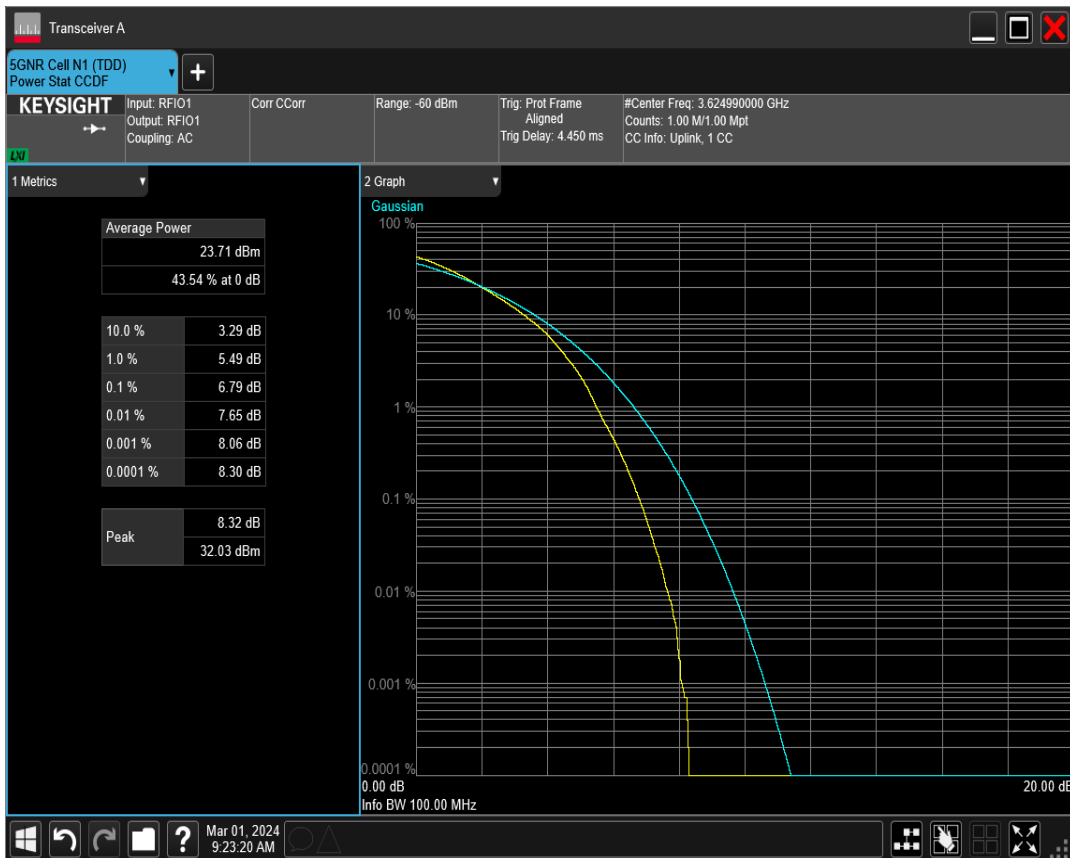 Transceiver A
5GNR Cell N1 (TDD)
Power Stat CCDF
KEYSIGHT
LXI
Input: RFIO1
Output: RFIO1
Coupling: AC
Corr CCorr
Range: -60 dBm
Trig: Prot Frame
Aligned
Trig Delay: 4.450 ms
#Center Freq: 3.624990000 GHz
Counts: 1.00 M/1.00 Mpt
CC Info: Uplink, 1 CC
1 Metrics
Average Power
23.71 dBm
43.54 % at 0 dB
10.0 % 3.29 dB
1.0 % 5.49 dB
0.1 % 6.79 dB
0.01 % 7.65 dB
0.001 % 8.06 dB
0.0001 % 8.30 dB
Peak
8.32 dB
32.03 dBm
2 Graph
Gaussian
100 %
10 %
1 %
0.1 %
0.01 %
0.001 %
0.0001 %
0.00 dB
20.00 dB
Info BW 100.00 MHz
?
Mar 01, 2024
9:23:20 AM